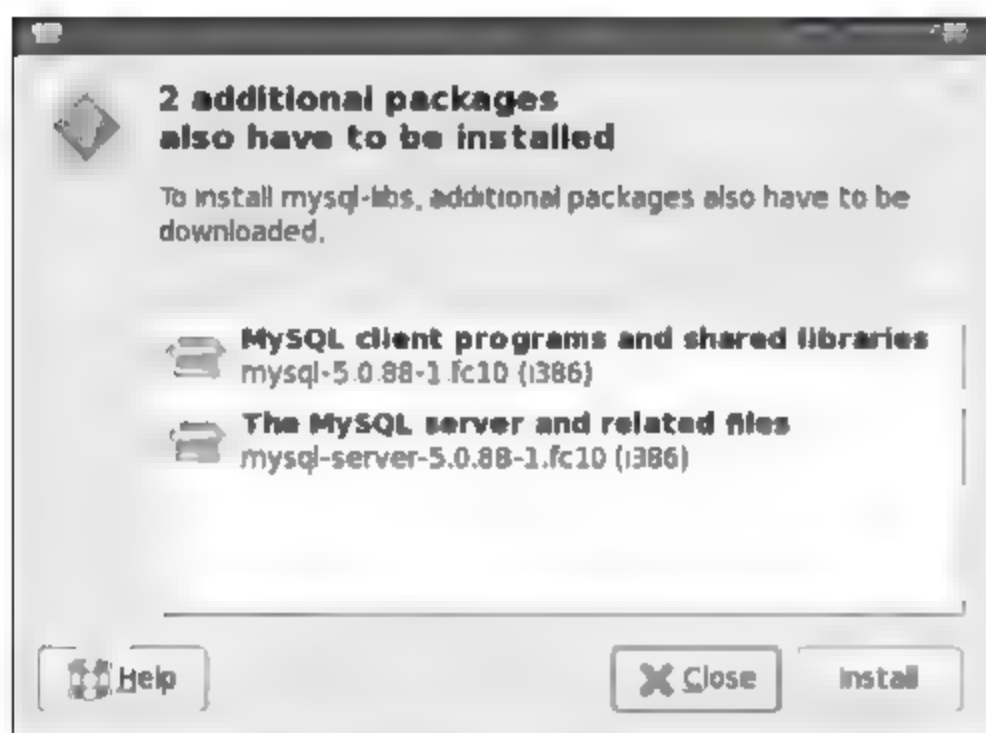 2 additional packages
also have to be installed
To install mysql-libs, additional packages also have to be
downloaded.
MySQL client programs and shared libraries
mysql-5.0.88-1.fc10 (i386)
The MySQL server and related files
mysql-server-5.0.88-1.fc10 (i386)
Help
Close
Install